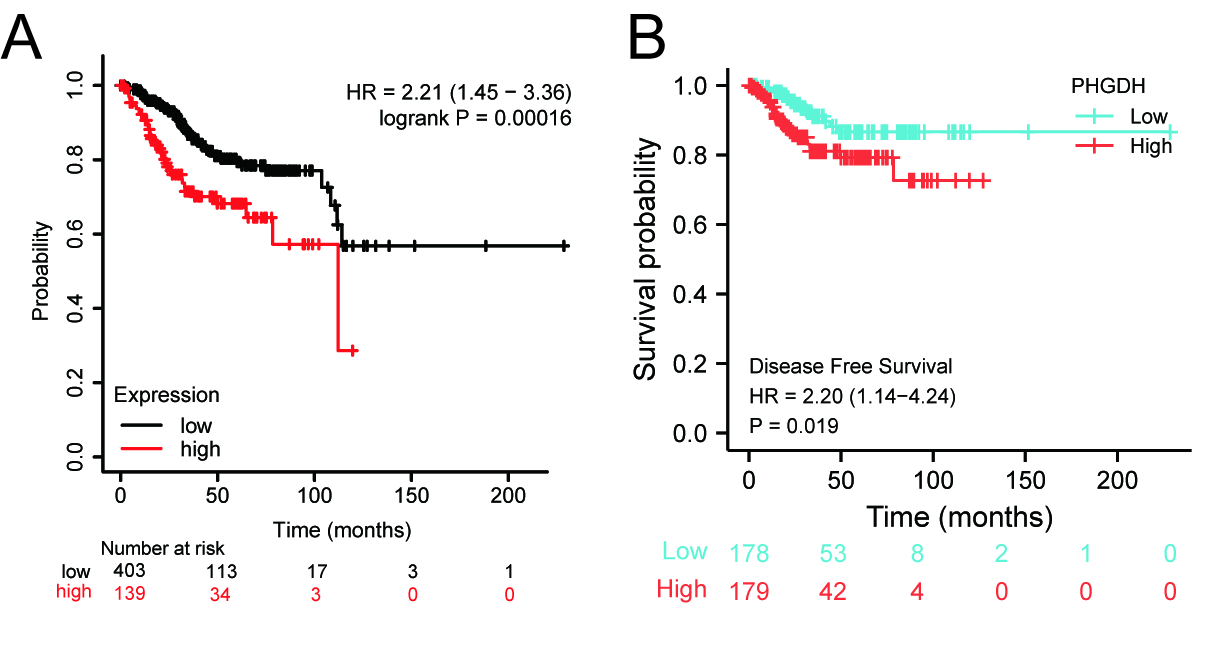 A
HR = 2.21 (1.45 − 3.36)
logrank P = 0.00016
Probability
1.0
0.8
0.6
0.4
0.2
0.0
Expression
low
high
0 50 100 150 200
Time (months)
Number at risk
low 403 113 17 3 1
high 139 34 3 0 0
B
PHGDH
Low
High
Survival probability
1.0
0.8
0.6
0.4
0.2
0.0
Disease Free Survival
HR = 2.20 (1.14−4.24)
P = 0.019
0 50 100 150 200
Time (months)
Low 178 53 8 2 1 0
High 179 42 4 0 0 0